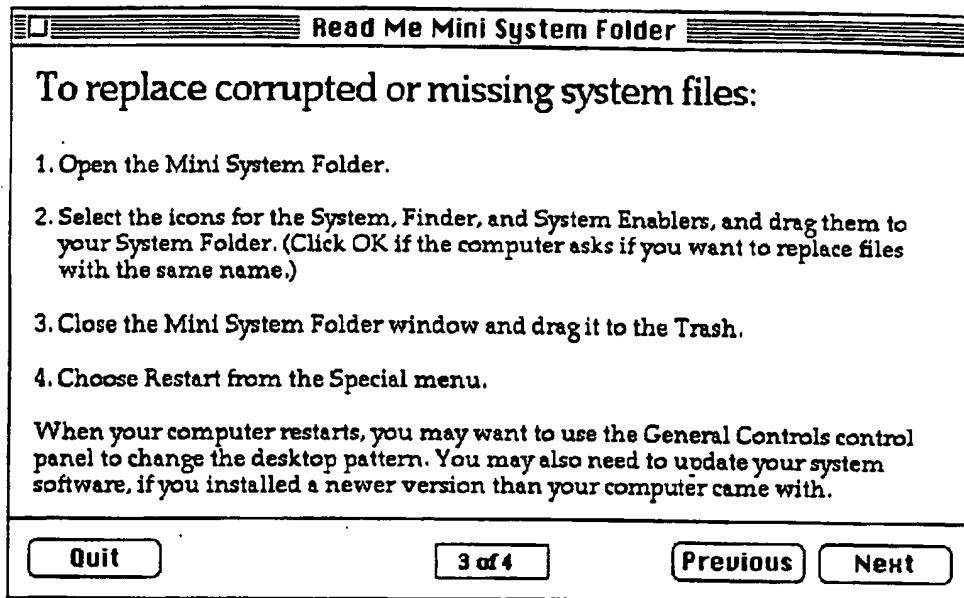 Read Me Mini System Folder
To replace corrupted or missing system files:
1. Open the Mini System Folder.
2. Select the icons for the System, Finder, and System Enablers, and drag them to
your System Folder. (Click OK if the computer asks if you want to replace files
with the same name.)
3. Close the Mini System Folder window and drag it to the Trash.
4. Choose Restart from the Special menu.
When your computer restarts, you may want to use the General Controls control
panel to change the desktop pattern. You may also need to update your system
software, if you installed a newer version than your computer came with.
Quit 3 of 4 Previous Next